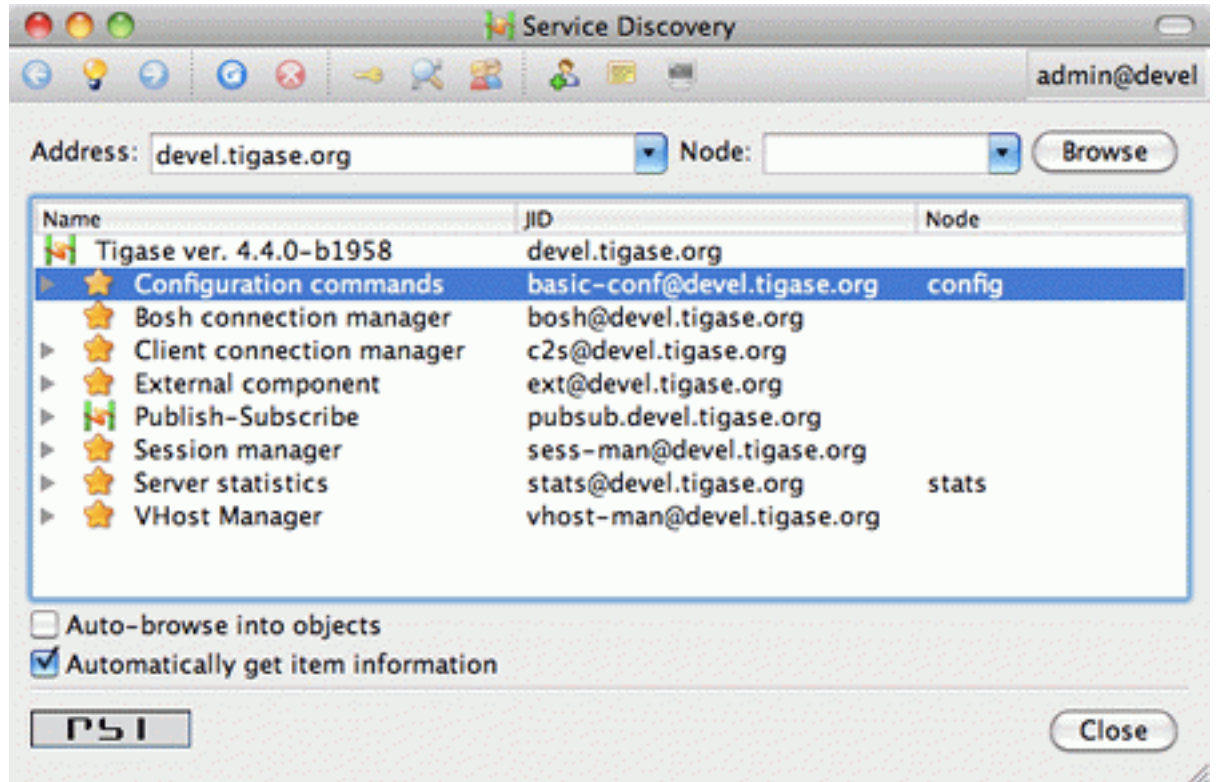 Service Discovery
admin@devel
Address: devel.tigase.org Node: Browse
Name JID Node
Tigase ver. 4.4.0-b1958 devel.tigase.org
Configuration commands basic-conf@devel.tigase.org config
Bosh connection manager bosh@devel.tigase.org
Client connection manager c2s@devel.tigase.org
External component ext@devel.tigase.org
Publish-Subscribe pubsub.devel.tigase.org
Session manager sess-man@devel.tigase.org
Server statistics stats@devel.tigase.org stats
VHost Manager vhost-man@devel.tigase.org
Auto-browse into objects
Automatically get item information
PSI Close